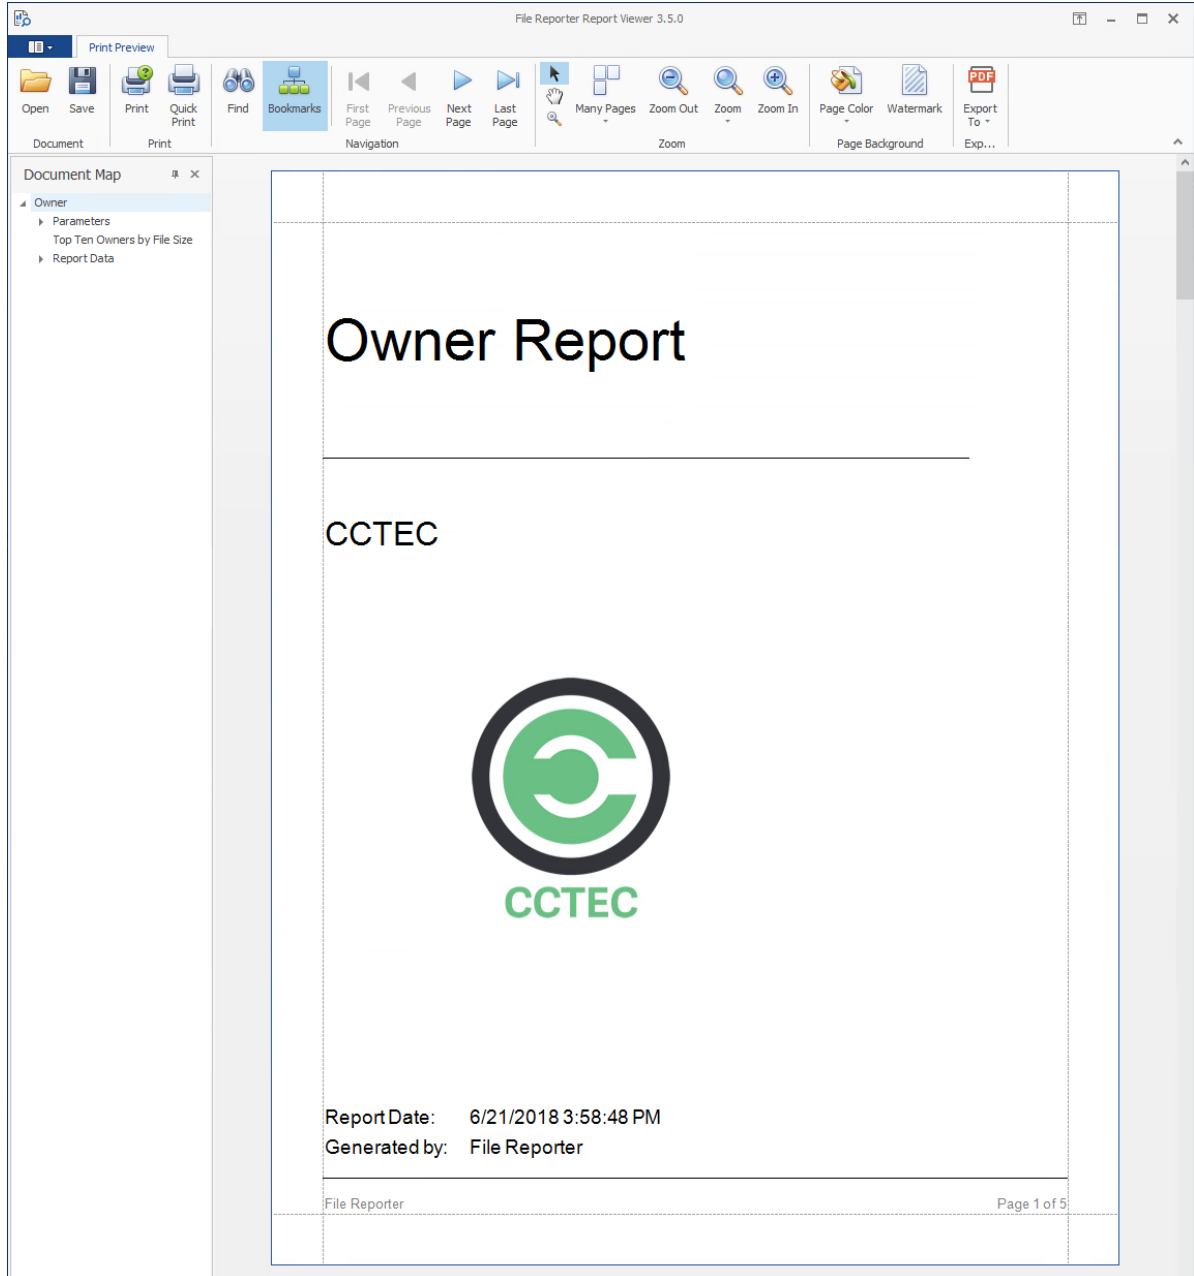 File Reporter Report Viewer 3.5.0
Print Preview
Open
Save
Print
Quick Print
Find
Bookmarks
First Page
Previous Page
Next Page
Last Page
Many Pages
Zoom Out
Zoom
Zoom In
Page Color
Watermark
PDF
Export To
Document
Print
Navigation
Zoom
Page Background
Exp...
Document Map
Owner
Parameters
Top Ten Owners by File Size
Report Data
Owner Report
CCTEC
CCTEC
Report Date: 6/21/2018 3:58:48 PM
Generated by: File Reporter
File Reporter Page 1 of 5